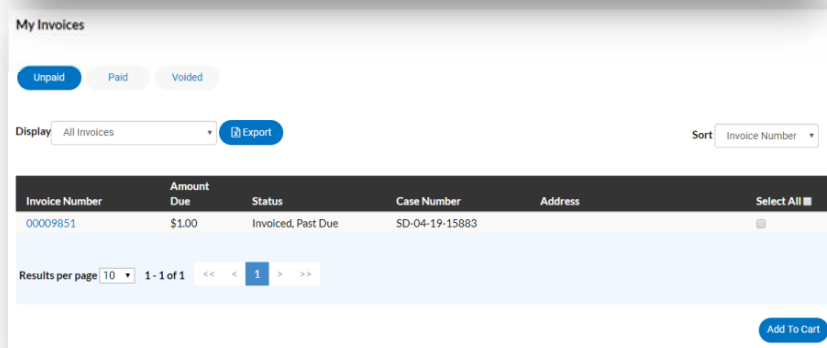 My Invoices
Unpaid Paid Voided
Display All Invoices Export Sort Invoice Number
Invoice Number Amount Due Status Case Number Address Select All
00009851 $1.00 Invoiced, Past Due SD-04-19-15883
Results per page 10 1 - 1 of 1 << < 1 > >>
Add To Cart